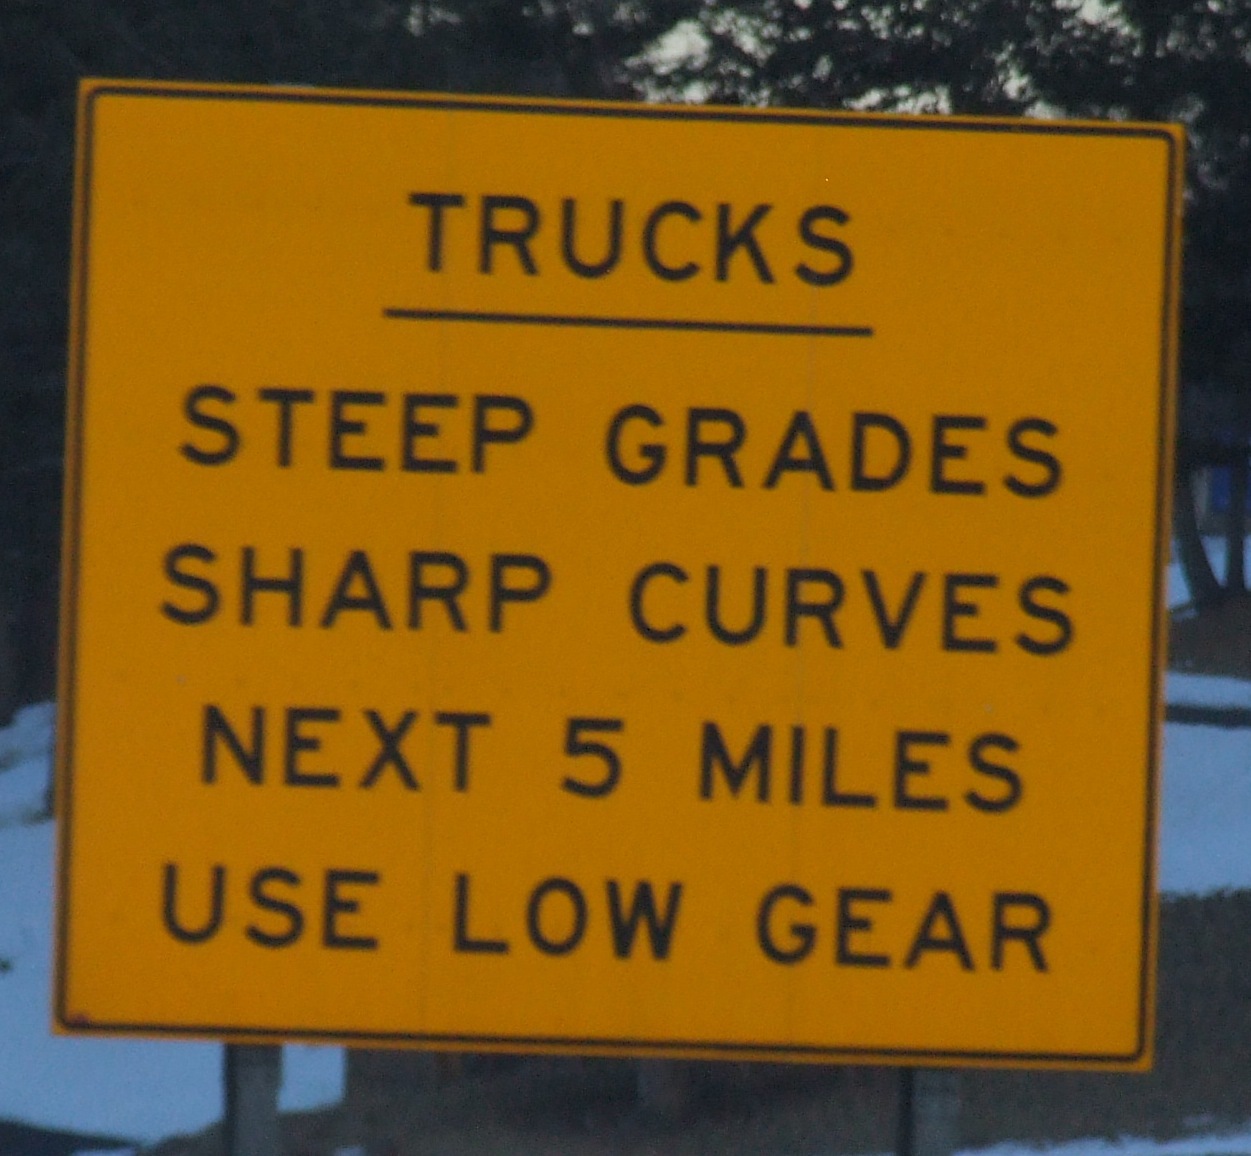 TRUCKS
STEEP GRADES
SHARP CURVES
NEXT 5 MILES
USE LOW GEAR